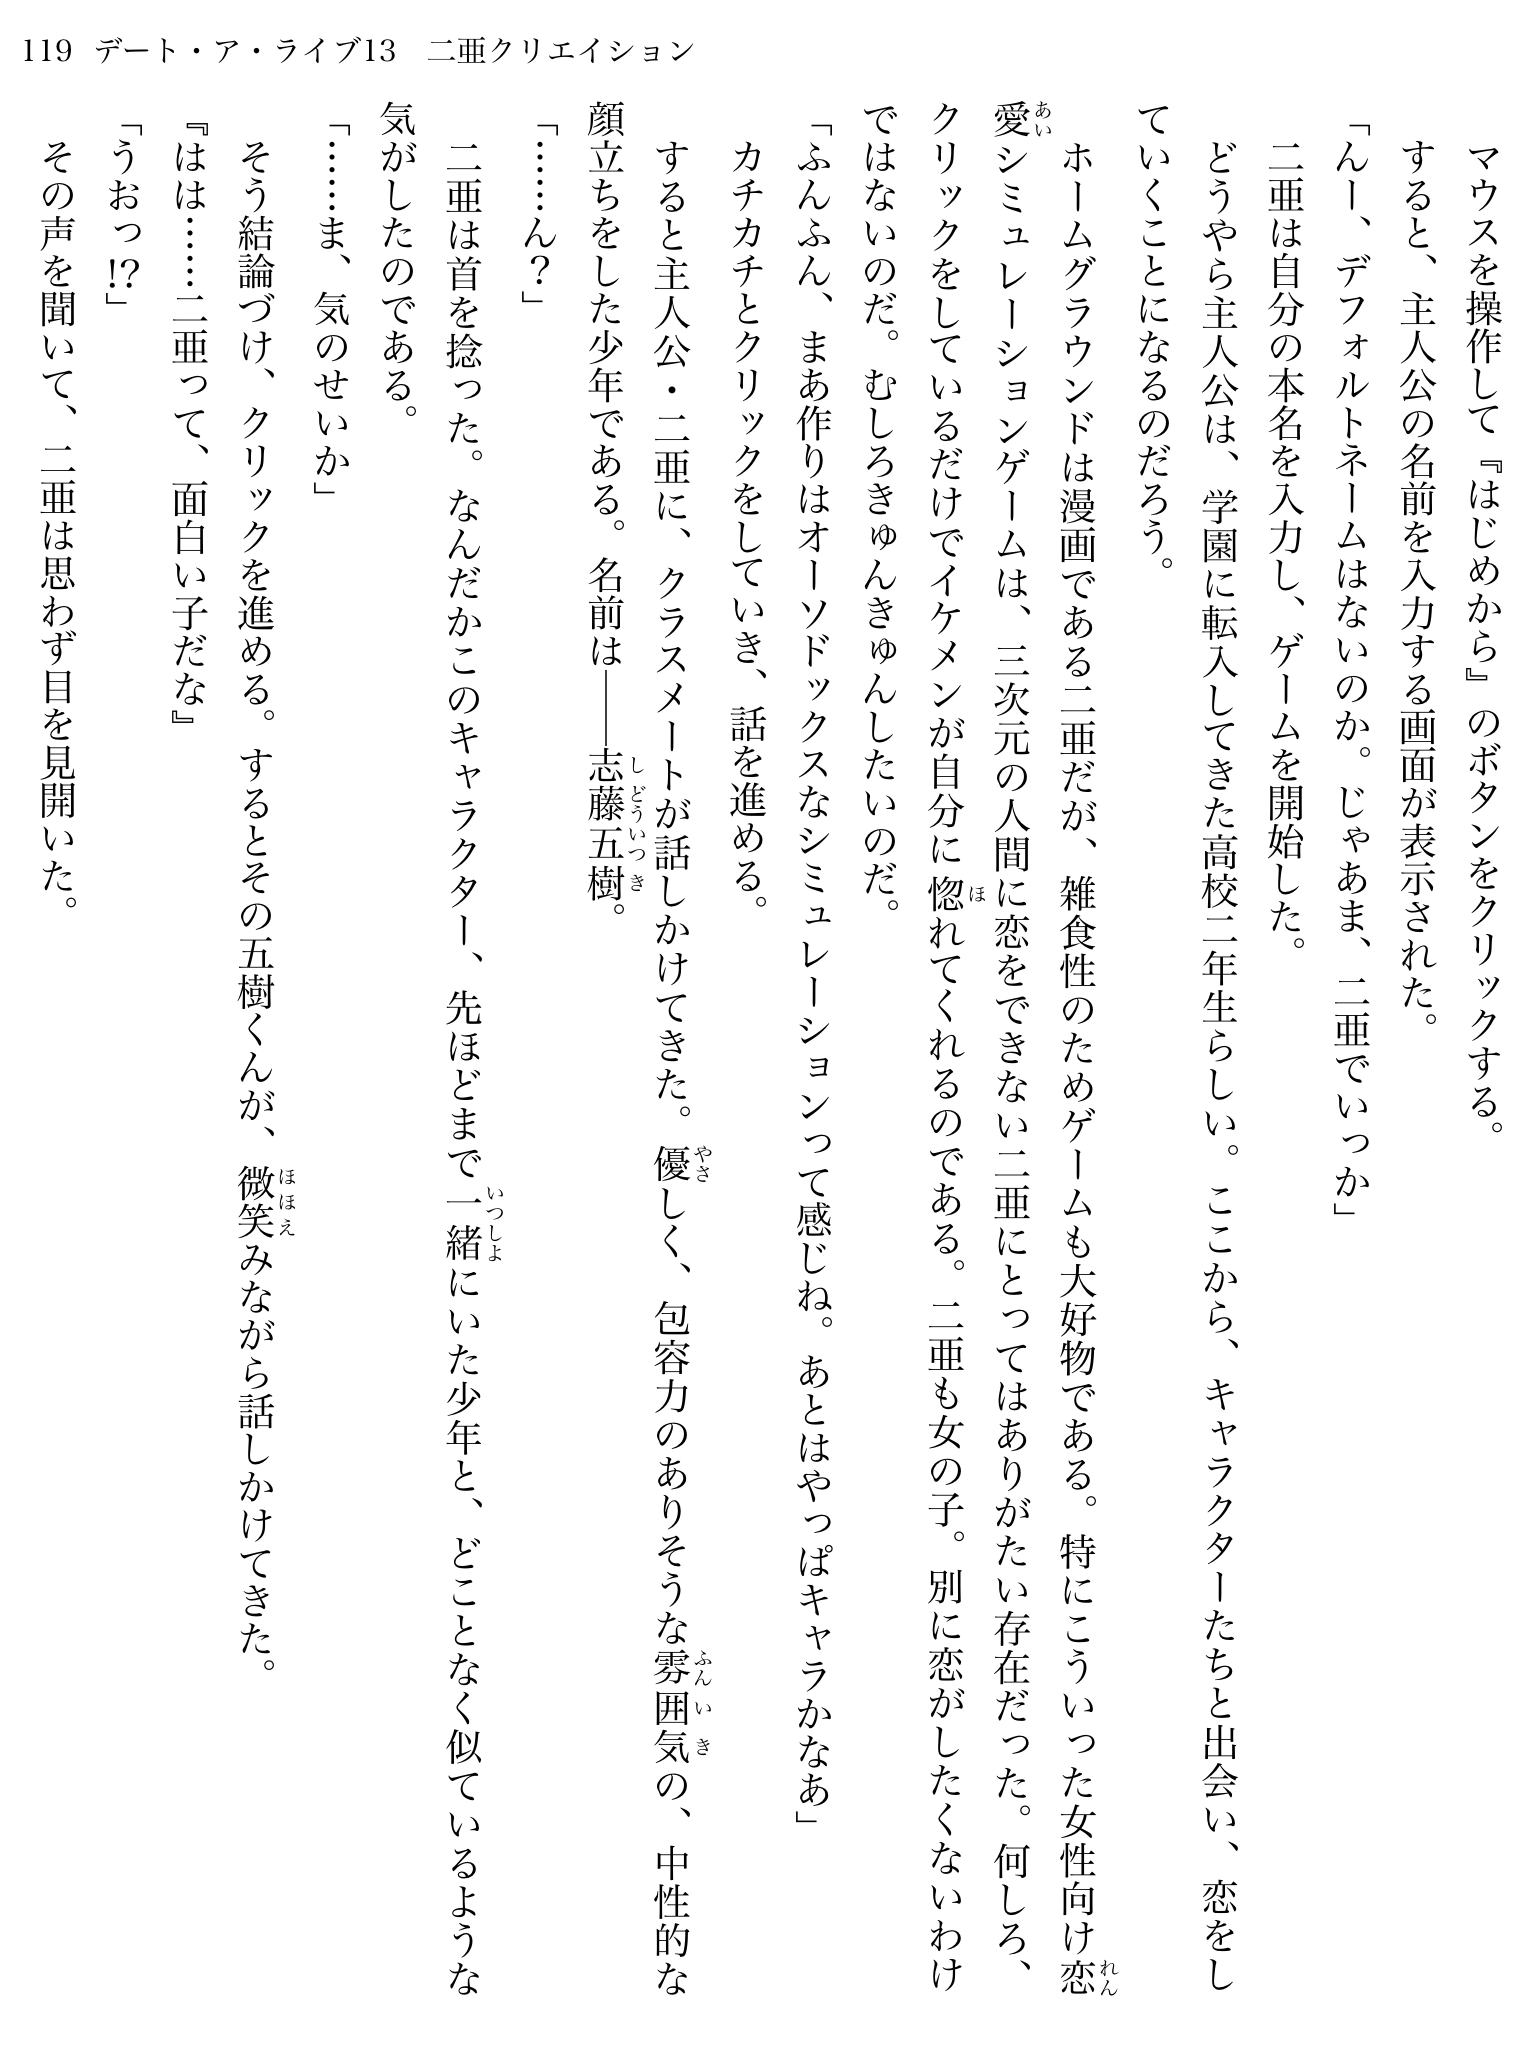 119 デート・ア・ライブ13　二亜クリエイション
　マウスを操作して『はじめから』のボタンをクリックする。
　すると、主人公の名前を入力する画面が表示された。
「んー、デフォルトネームはないのか。じゃあま、二亜でいっか」
　二亜は自分の本名を入力し、ゲームを開始した。
　どうやら主人公は、学園に転入してきた高校二年生らしい。ここから、キャラクターたちと出会い、恋をし
ていくことになるのだろう。
　ホームグラウンドは漫画である二亜だが、雑食性のためゲームも大好物である。特にこういった女性向け恋
愛シミュレーションゲームは、三次元の人間に恋をできない二亜にとってはありがたい存在だった。何しろ、
クリックをしているだけでイケメンが自分に惚れてくれるのである。二亜も女の子。別に恋がしたくないわけ
ではないのだ。むしろきゅんきゅんしたいのだ。
「ふんふん、まあ作りはオーソドックスなシミュレーションって感じね。あとはやっぱキャラかなあ」
　カチカチとクリックをしていき、話を進める。
　すると主人公・二亜に、クラスメートが話しかけてきた。優しく、包容力のありそうな雰囲気の、中性的な
顔立ちをした少年である。名前は――志藤五樹。
「……ん？」
　二亜は首を捻った。なんだかこのキャラクター、先ほどまで一緒にいた少年と、どことなく似ているような
気がしたのである。
「……ま、気のせいか」
　そう結論づけ、クリックを進める。するとその五樹くんが、微笑みながら話しかけてきた。
『はは……二亜って、面白い子だな』
「うおっ!?」
　その声を聞いて、二亜は思わず目を見開いた。